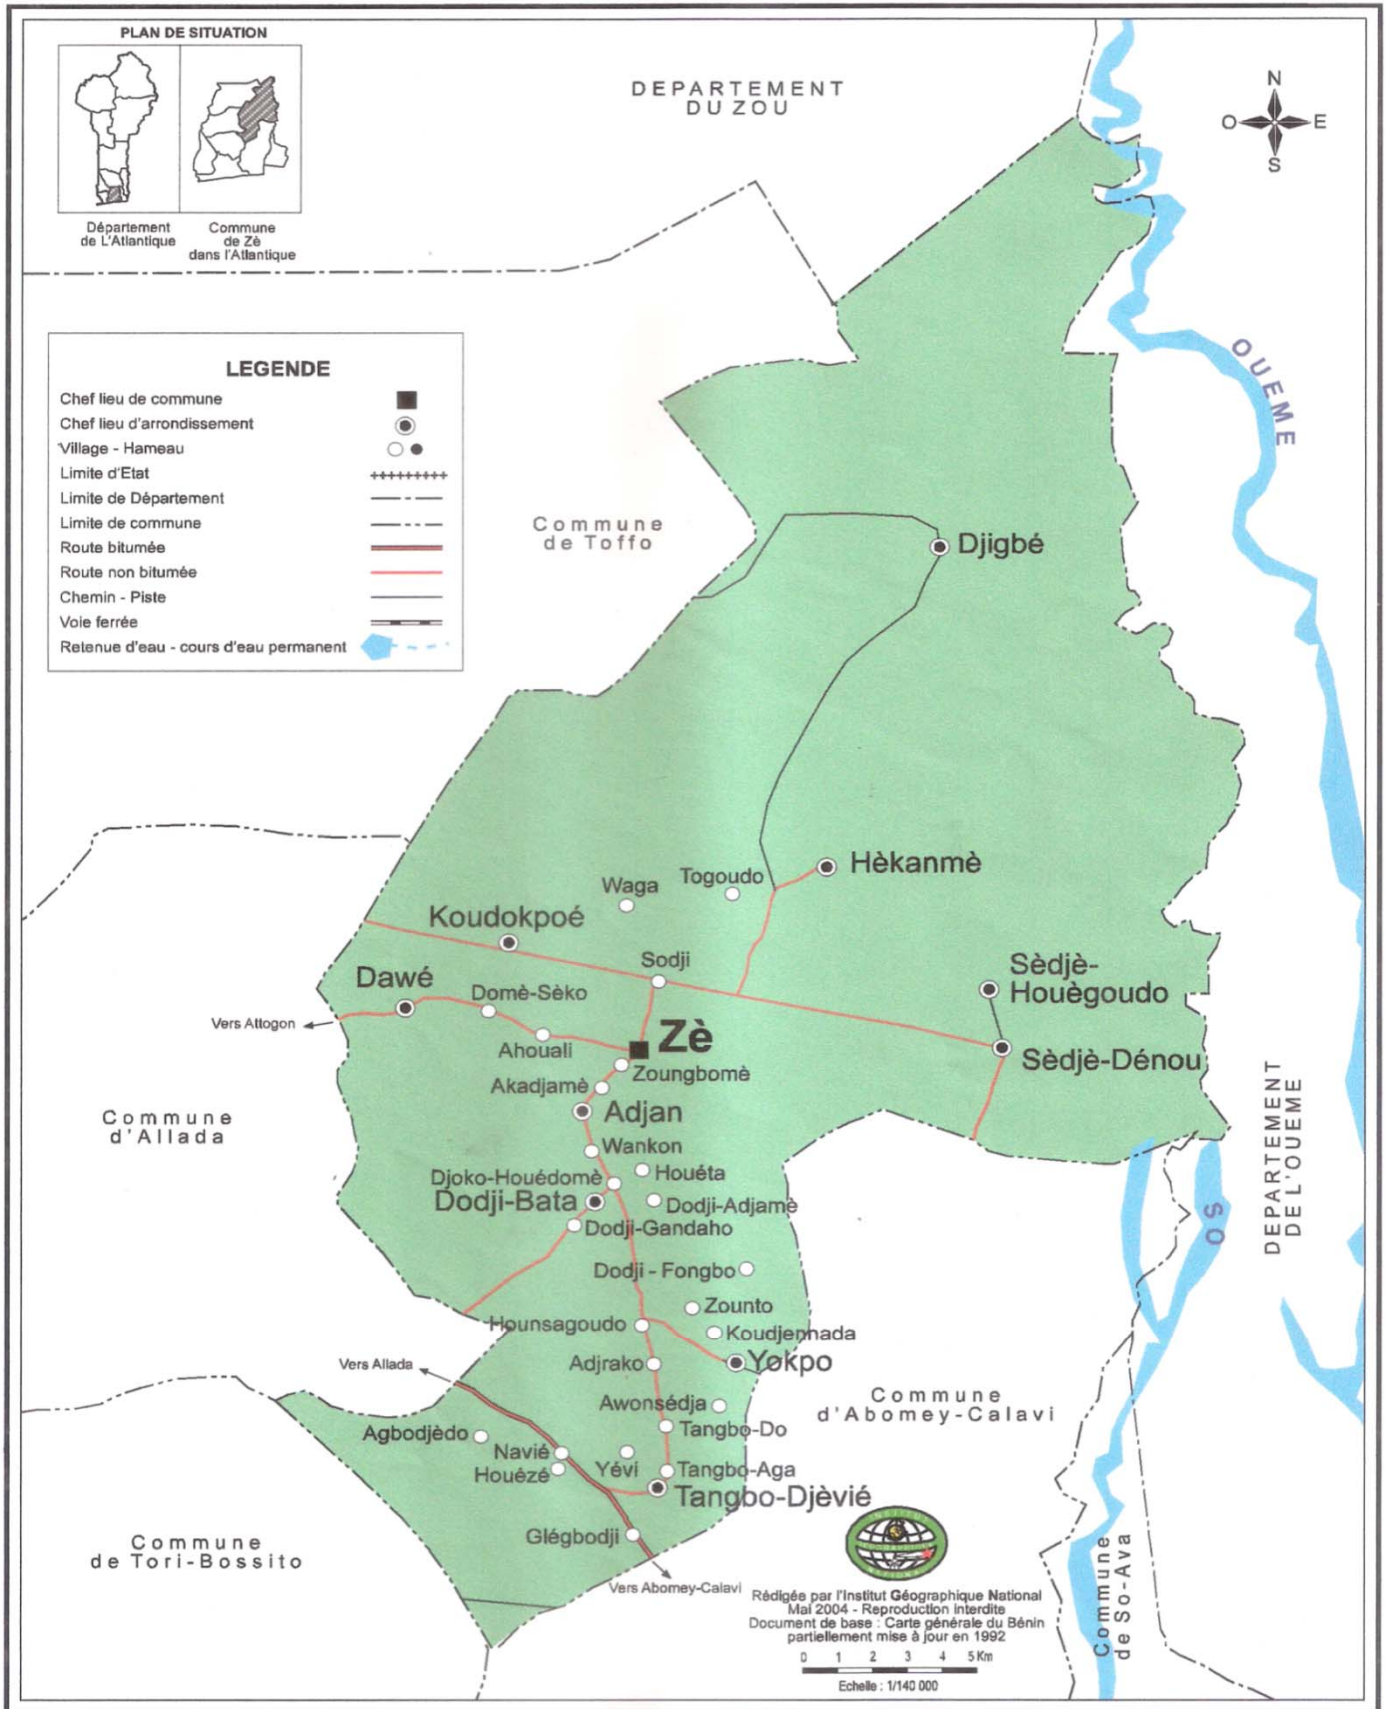 PLAN DE SITUATION
Département
de L'Atlantique
Commune
de Zè
dans l'Atlantique
DEPARTEMENT
DU ZOU
N
O
E
S
LEGENDE
Chef lieu de commune
Chef lieu d'arrondissement
Village - Hameau
Limite d'Etat
Limite de Département
Limite de commune
Route bitumée
Route non bitumée
Chemin - Piste
Voie ferrée
Retenue d'eau - cours d'eau permanent
OUEME
Commune
de Toffo
Djigbé
Hèkanmè
Togoudo
Waga
Koudokpoé
Sodji
Sèdjè-
Houègoudo
Dawé
Domè-Sèko
Vers Attogon
Zè
Ahouali
Sèdjè-Dénou
Zoungbomè
Akadjamè
Adjan
Commune
d'Allada
Wankon
Houéta
Djoko-Houédomè
Dodji-Bata
Dodji-Adjamè
Dodji-Gandaho
SO
DEPARTEMENT
DE L'OUEME
Dodji - Fongbo
Zounto
Hounsagoudo
Koudjennada
Vers Allada
Adjrako
Yokpo
Commune
d'Abomey-Calavi
Awonsédja
Tangbo-Do
Agbodjèdo
Navié
Houézé
Yévi
Tangbo-Aga
Tangbo-Djèvié
Glégbodji
Commune
de Tori-Bossito
Vers Abomey-Calavi
Commune
de So-Ava
INSTITUT
Rédigée par l'Institut Géographique National
Mai 2004 - Reproduction interdite
Document de base : Carte générale du Bénin
partiellement mise à jour en 1992
0 1 2 3 4 5 Km
Echelle : 1/140 000